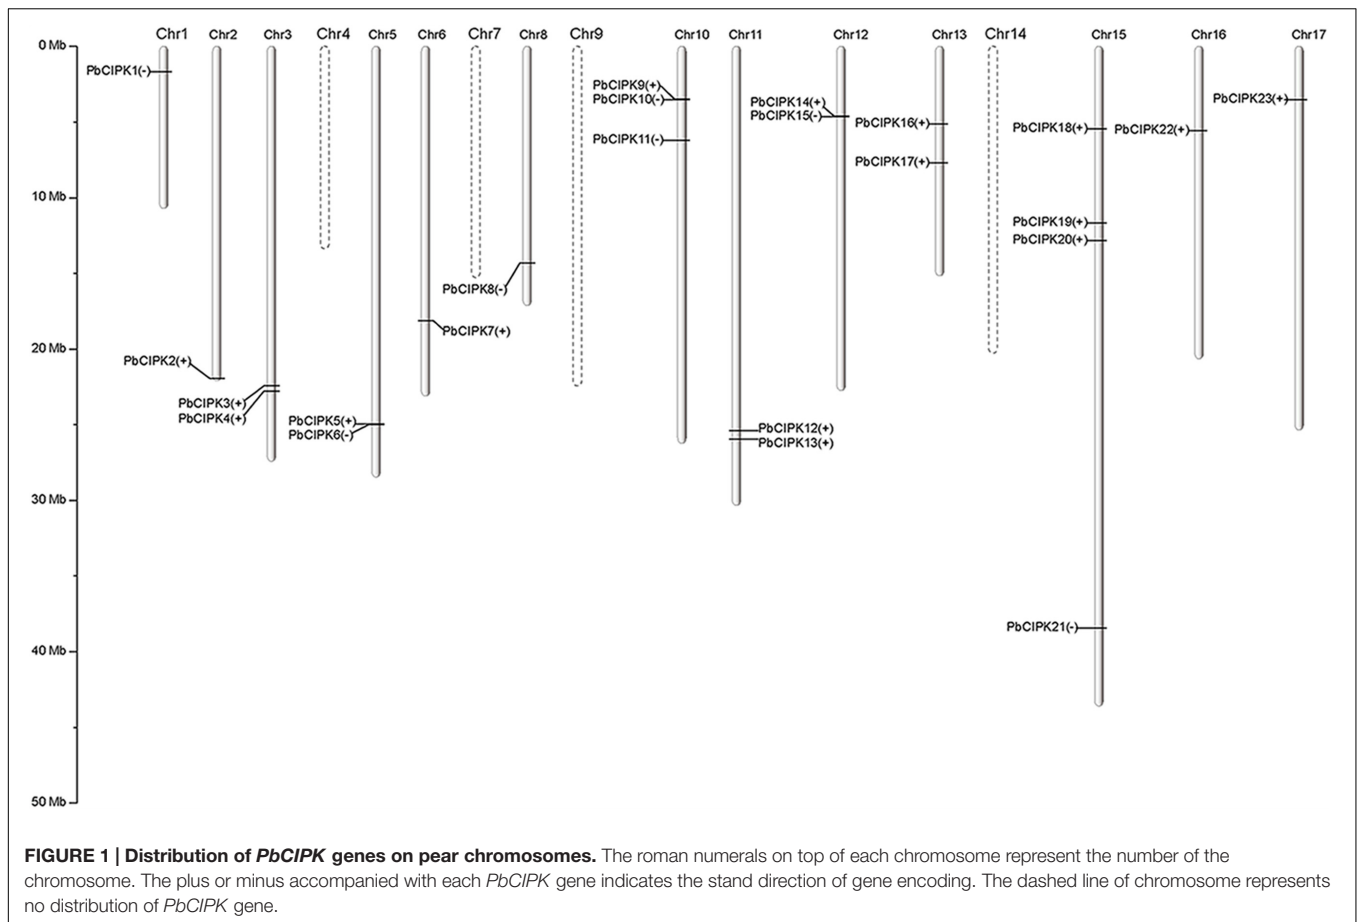 Chr1 Chr2 Chr3 Chr4 Chr5 Chr6 Chr7 Chr8 Chr9 Chr10 Chr11 Chr12 Chr13 Chr14 Chr15 Chr16 Chr17
0 Mb
PbCIPK1(-)
PbCIPK9(+)
PbCIPK10(-)
PbCIPK11(-)
PbCIPK14(+)
PbCIPK15(-)
PbCIPK16(+)
PbCIPK17(+)
PbCIPK18(+)
PbCIPK22(+)
PbCIPK23(+)
10 Mb
PbCIPK19(+)
PbCIPK20(+)
PbCIPK8(-)
PbCIPK7(+)
20 Mb
PbCIPK2(+)
PbCIPK3(+)
PbCIPK4(+)
PbCIPK5(+)
PbCIPK6(-)
PbCIPK12(+)
PbCIPK13(+)
30 Mb
PbCIPK21(-)
40 Mb
50 Mb
FIGURE 1 | Distribution of PbCIPK genes on pear chromosomes. The roman numerals on top of each chromosome represent the number of the
chromosome. The plus or minus accompanied with each PbCIPK gene indicates the stand direction of gene encoding. The dashed line of chromosome represents
no distribution of PbCIPK gene.